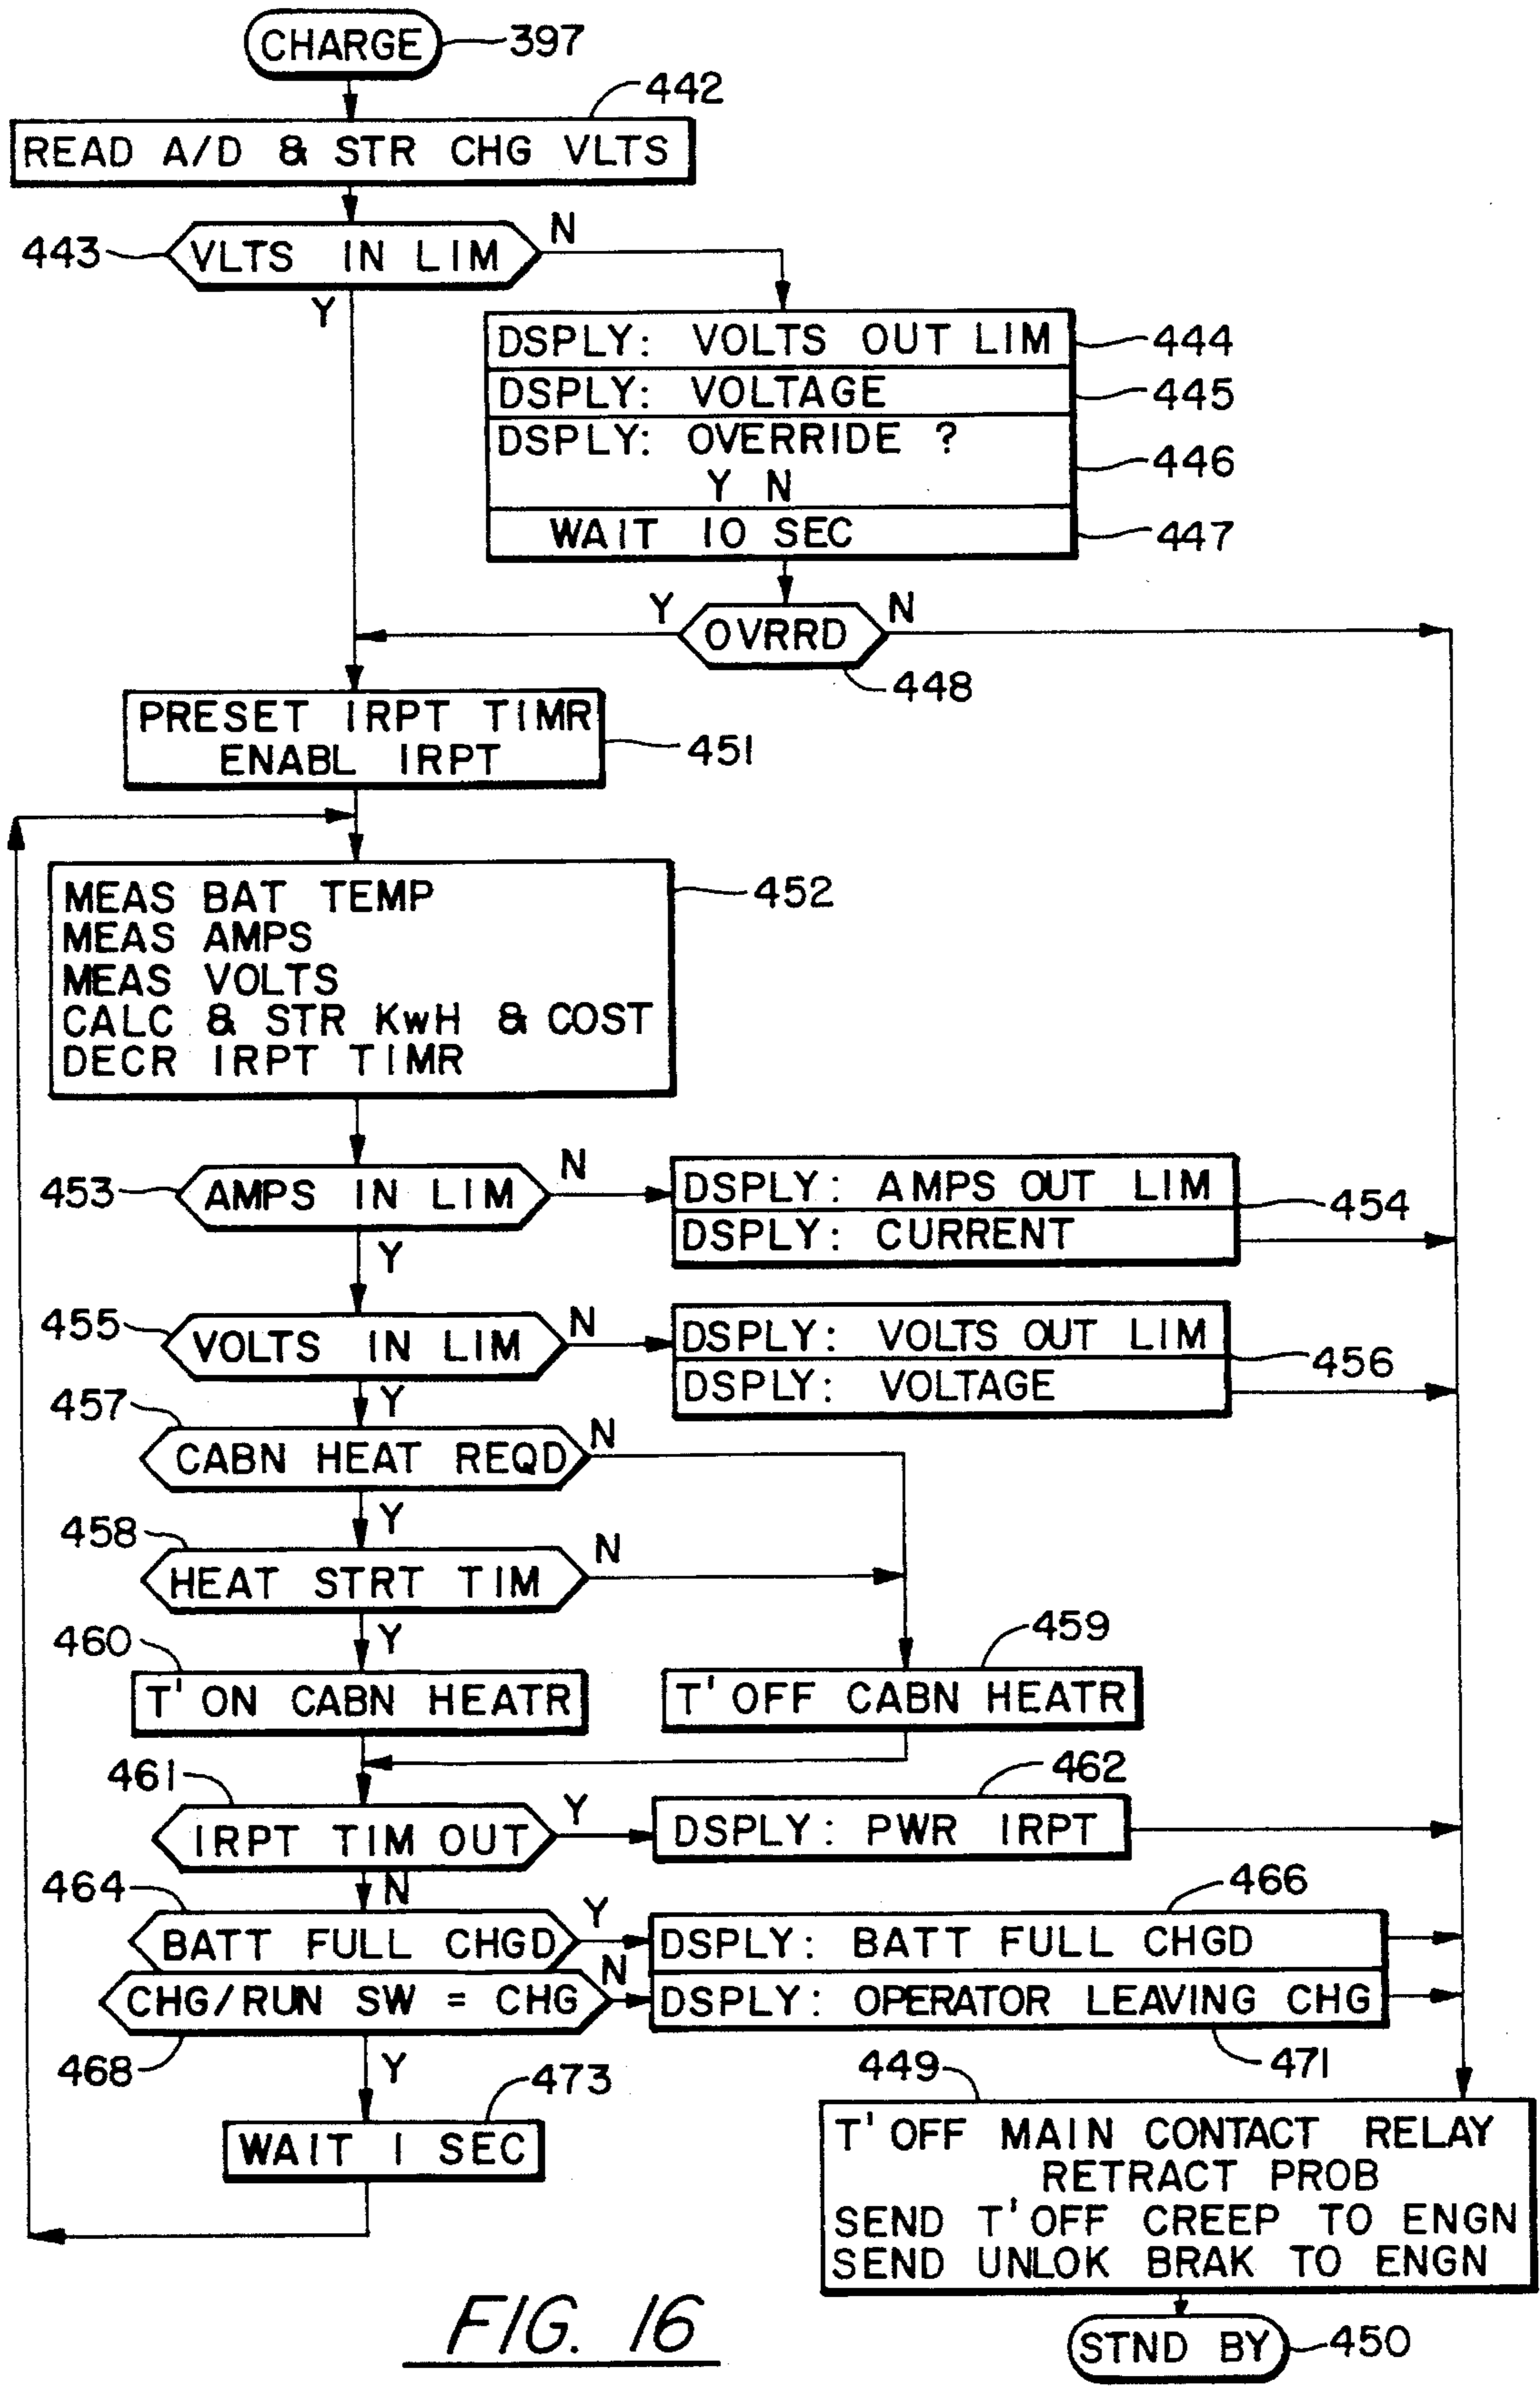 CHARGE 397
442
READ A/D & STR CHG VLTS
443 VLTS IN LIM N
Y
DSPLY: VOLTS OUT LIM 444
DSPLY: VOLTAGE 445
DSPLY: OVERRIDE ? 446
Y N
WAIT 10 SEC 447
Y OVRRD N
448
PRESET IRPT TIMR
ENABL IRPT 451
452
MEAS BAT TEMP
MEAS AMPS
MEAS VOLTS
CALC & STR KwH & COST
DECR IRPT TIMR
453 AMPS IN LIM N
Y
DSPLY: AMPS OUT LIM 454
DSPLY: CURRENT
455 VOLTS IN LIM N
Y
DSPLY: VOLTS OUT LIM 456
DSPLY: VOLTAGE
457
CABN HEAT REQD N
Y
458
HEAT STRT TIM N
Y
460
T'ON CABN HEATR
459
T'OFF CABN HEATR
461
IRPT TIM OUT Y
N
462
DSPLY: PWR IRPT
464
BATT FULL CHGD Y
466
DSPLY: BATT FULL CHGD
CHG/RUN SW = CHG N
DSPLY: OPERATOR LEAVING CHG
468
Y
471
473
WAIT 1 SEC
449
T'OFF MAIN CONTACT RELAY
RETRACT PROB
SEND T'OFF CREEP TO ENGN
SEND UNLOK BRAK TO ENGN
STND BY 450
FIG. 16